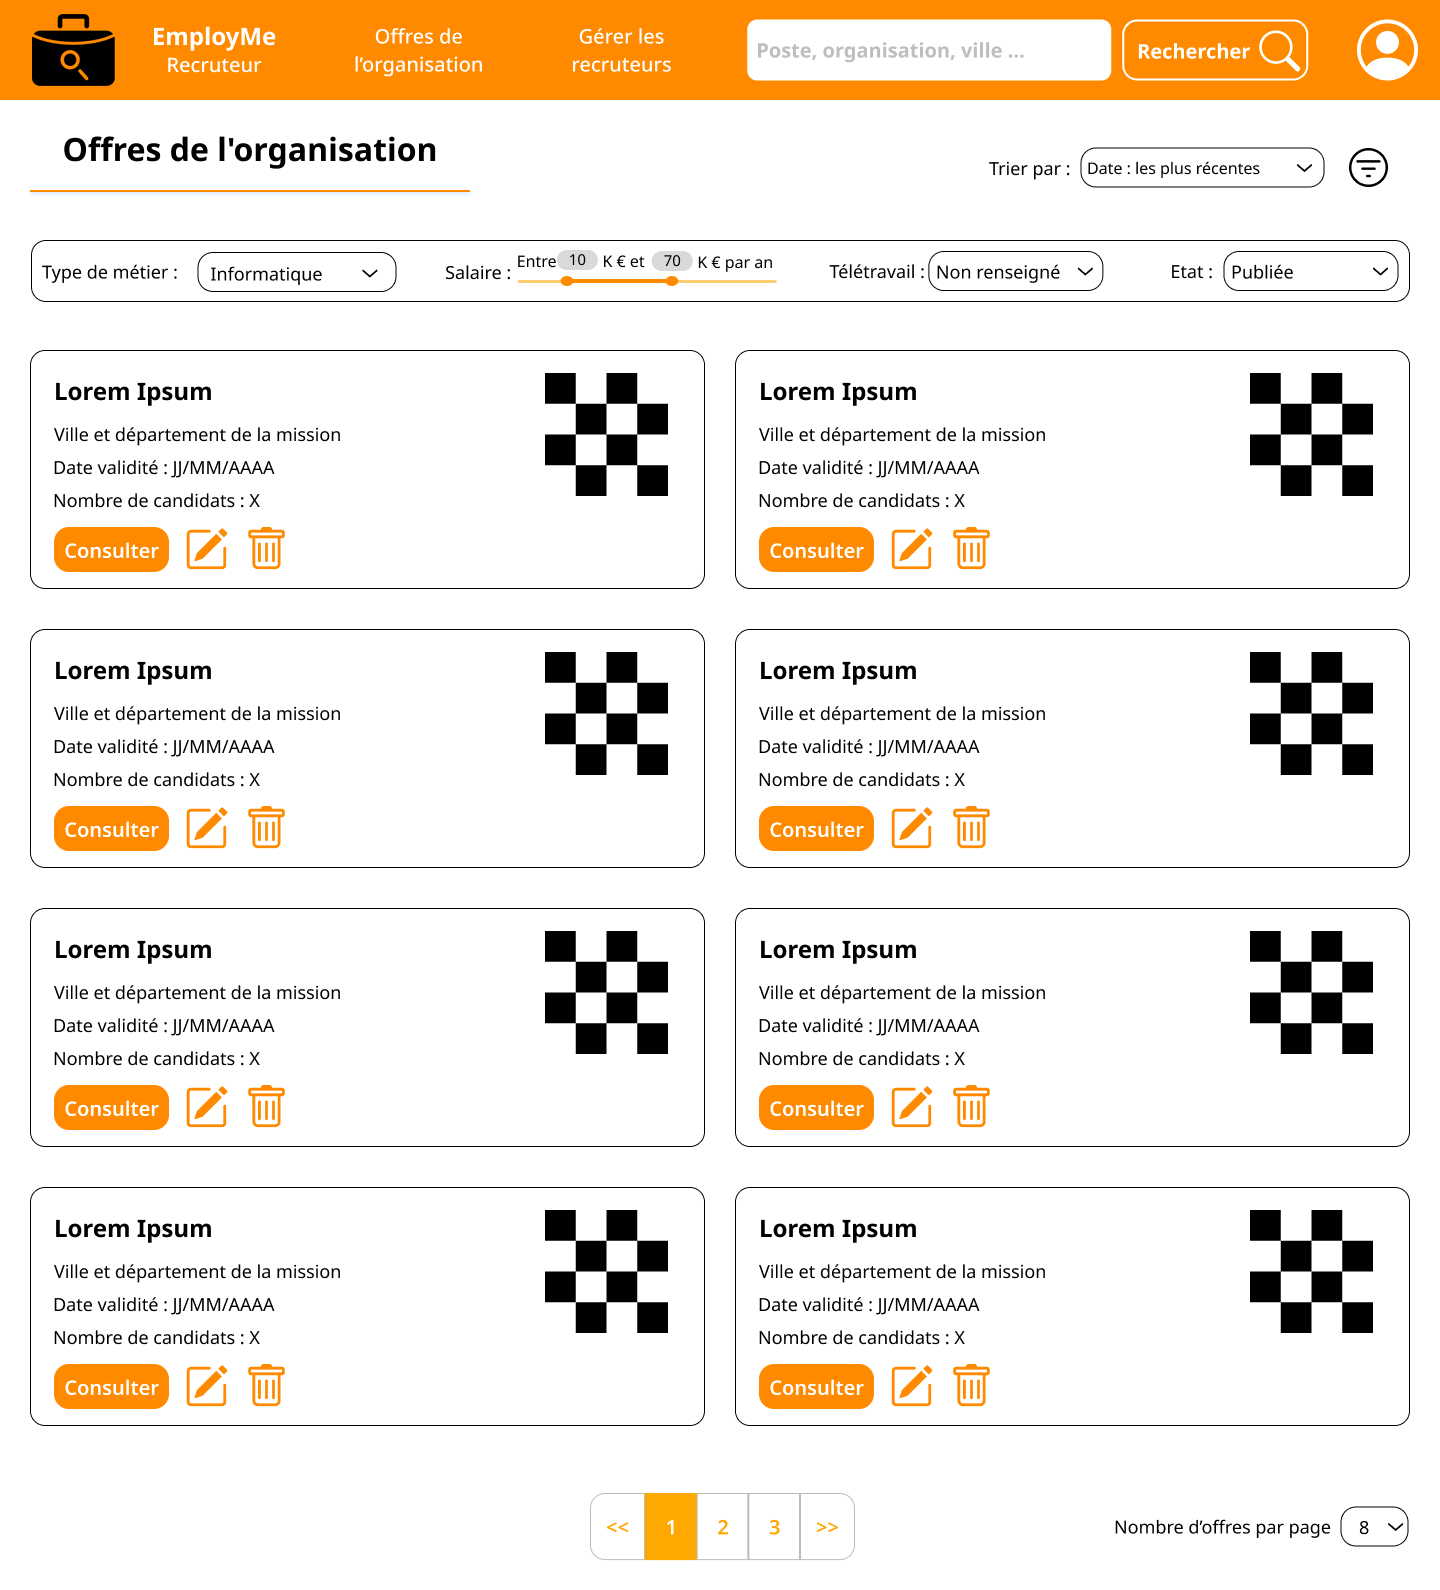 EmployMe
Recruteur
Offres de
l’organisation
Gérer les
recruteurs
Poste, organisation, ville ...
Rechercher
Offres de l'organisation
Trier par :
Date : les plus récentes
Type de métier :
Informatique
Salaire :
Entre 10 K € et 70 K € par an
Télétravail :
Non renseigné
Etat :
Publiée
Lorem Ipsum
Ville et département de la mission
Date validité : JJ/MM/AAAA
Nombre de candidats : X
Consulter
Lorem Ipsum
Ville et département de la mission
Date validité : JJ/MM/AAAA
Nombre de candidats : X
Consulter
Lorem Ipsum
Ville et département de la mission
Date validité : JJ/MM/AAAA
Nombre de candidats : X
Consulter
Lorem Ipsum
Ville et département de la mission
Date validité : JJ/MM/AAAA
Nombre de candidats : X
Consulter
Lorem Ipsum
Ville et département de la mission
Date validité : JJ/MM/AAAA
Nombre de candidats : X
Consulter
Lorem Ipsum
Ville et département de la mission
Date validité : JJ/MM/AAAA
Nombre de candidats : X
Consulter
Lorem Ipsum
Ville et département de la mission
Date validité : JJ/MM/AAAA
Nombre de candidats : X
Consulter
Lorem Ipsum
Ville et département de la mission
Date validité : JJ/MM/AAAA
Nombre de candidats : X
Consulter
<< 1 2 3 >>
Nombre d’offres par page
8